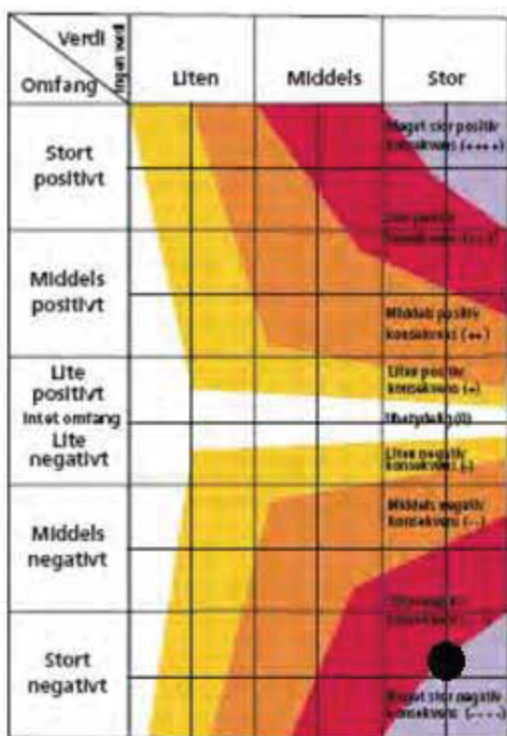 Verdi
Ingen verdi
Omfang
Liten
Middels
Stor
Stort
positivt
Meget stor positiv
konsekvens (++++)
Stor positiv
Middels
positivt
Middels positiv
konsekvens (++)
Lite
positivt
Liten positiv
konsekvens (+)
Intet omfang
Ubetydelig (0)
Lite
negativt
Liten negativ
konsekvens (-)
Middels
negativt
Middels negativ
konsekvens (--)
Stort
negativt
Meget stor negativ
konsekvens (----)